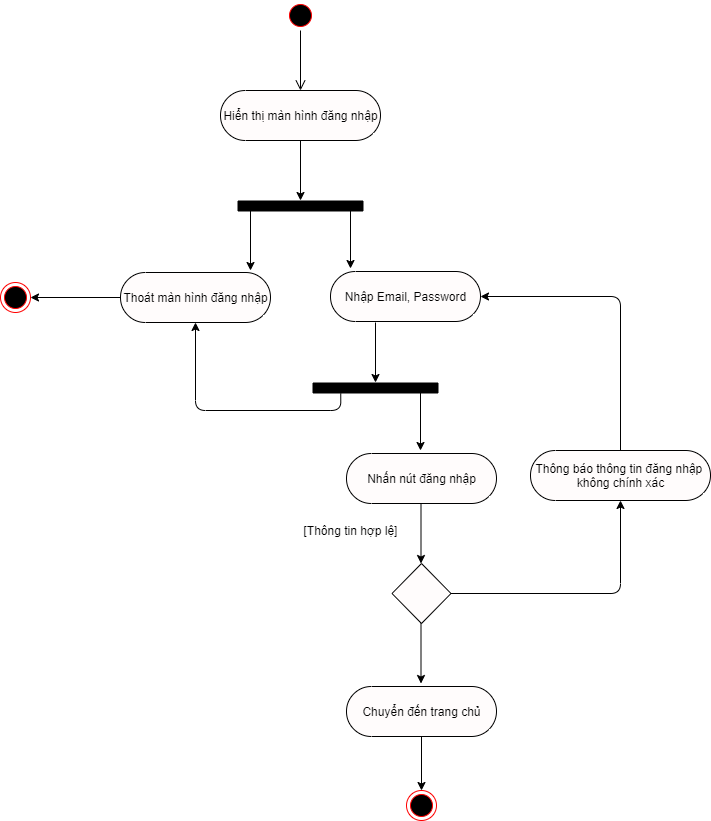 Hiển thị màn hình đăng nhập
Thoát màn hình đăng nhập
Nhập Email, Password
Nhấn nút đăng nhập
Thông báo thông tin đăng nhập
không chính xác
[Thông tin hợp lệ]
Chuyển đến trang chủ